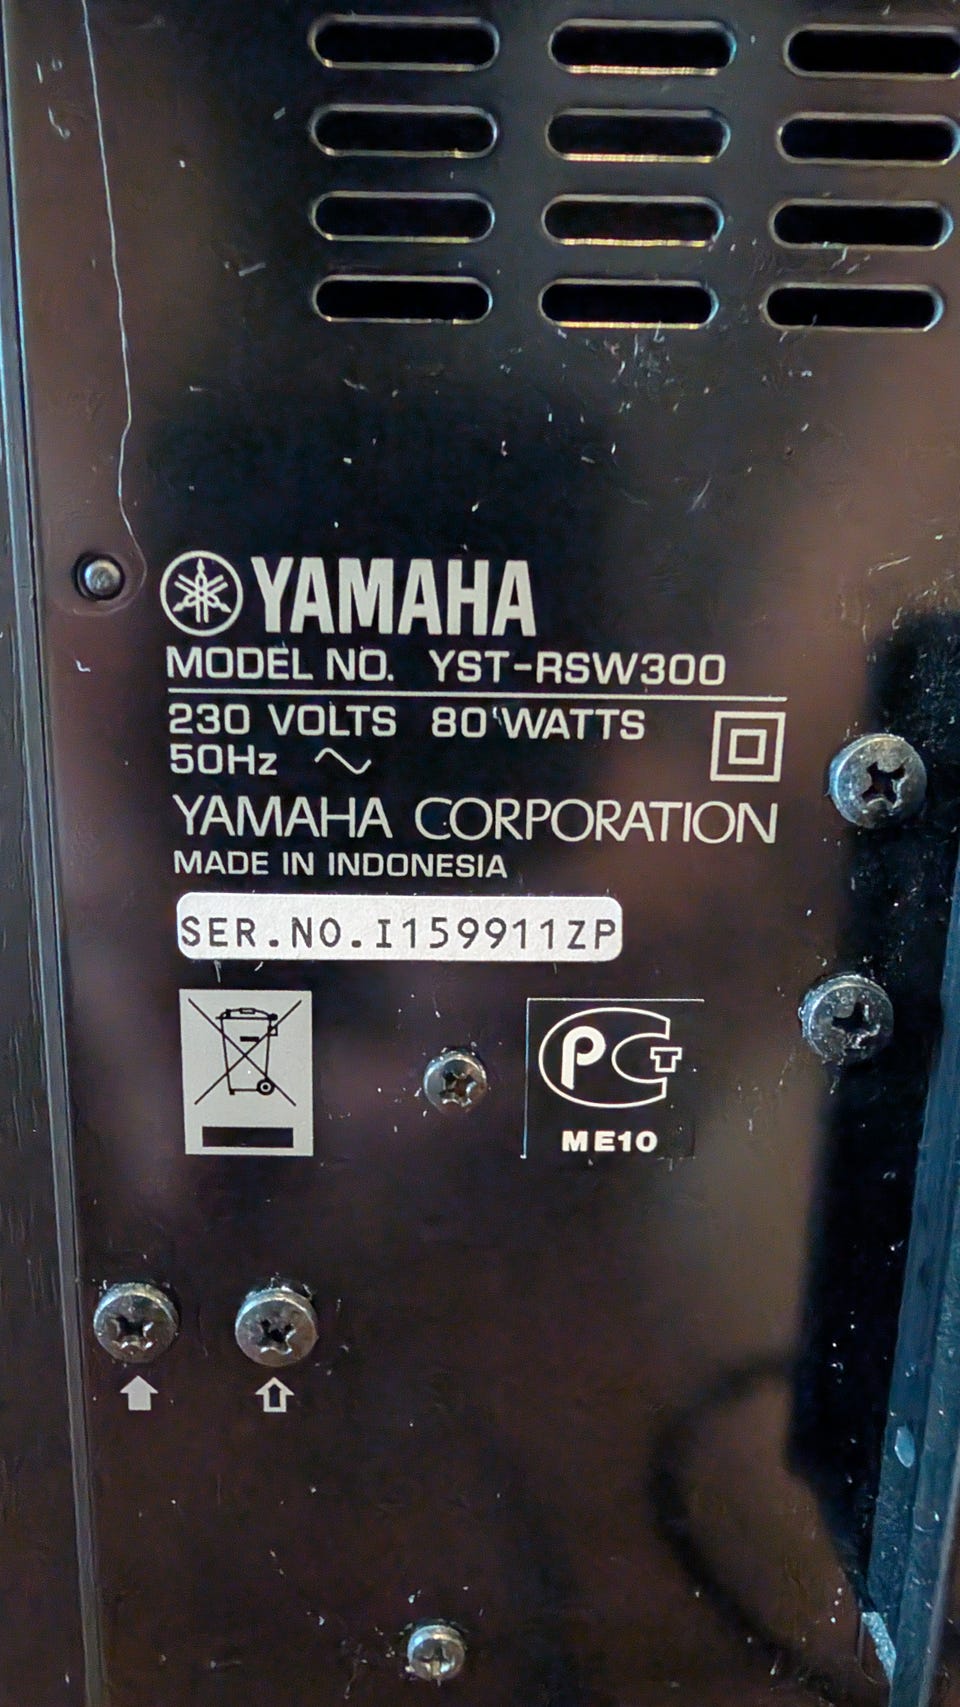 YAMAHA
MODEL NO. YST-RSW300
230 VOLTS 80 WATTS
50Hz
YAMAHA CORPORATION
MADE IN INDONESIA
SER.NO.I159911ZP
РСТ
ME10